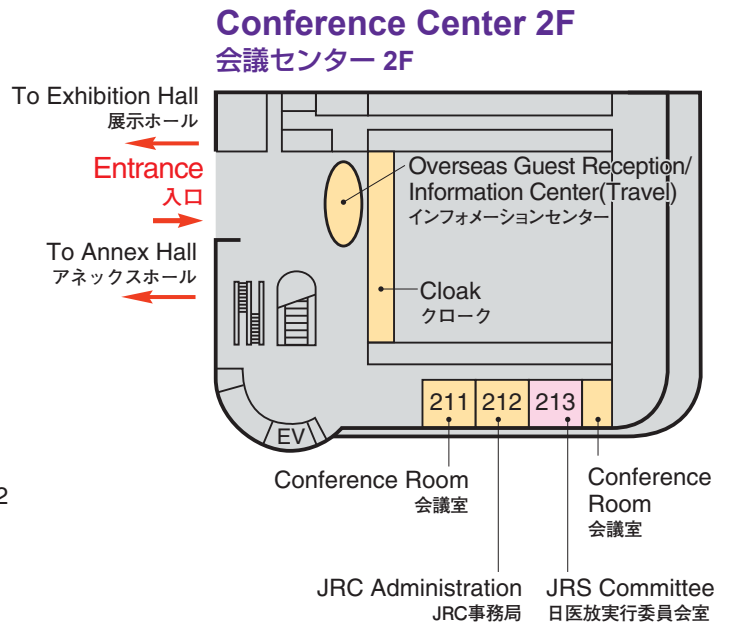 Conference Center 2F
会議センター 2F
To Exhibition Hall
展示ホール
Entrance
入口
To Annex Hall
アネックスホール
Overseas Guest Reception/
Information Center(Travel)
インフォメーションセンター
Cloak
クローク
211
212
213
EV
Conference Room
会議室
Conference
Room
会議室
2
JRC Administration
JRC事務局
JRS Committee
日医放実行委員会室